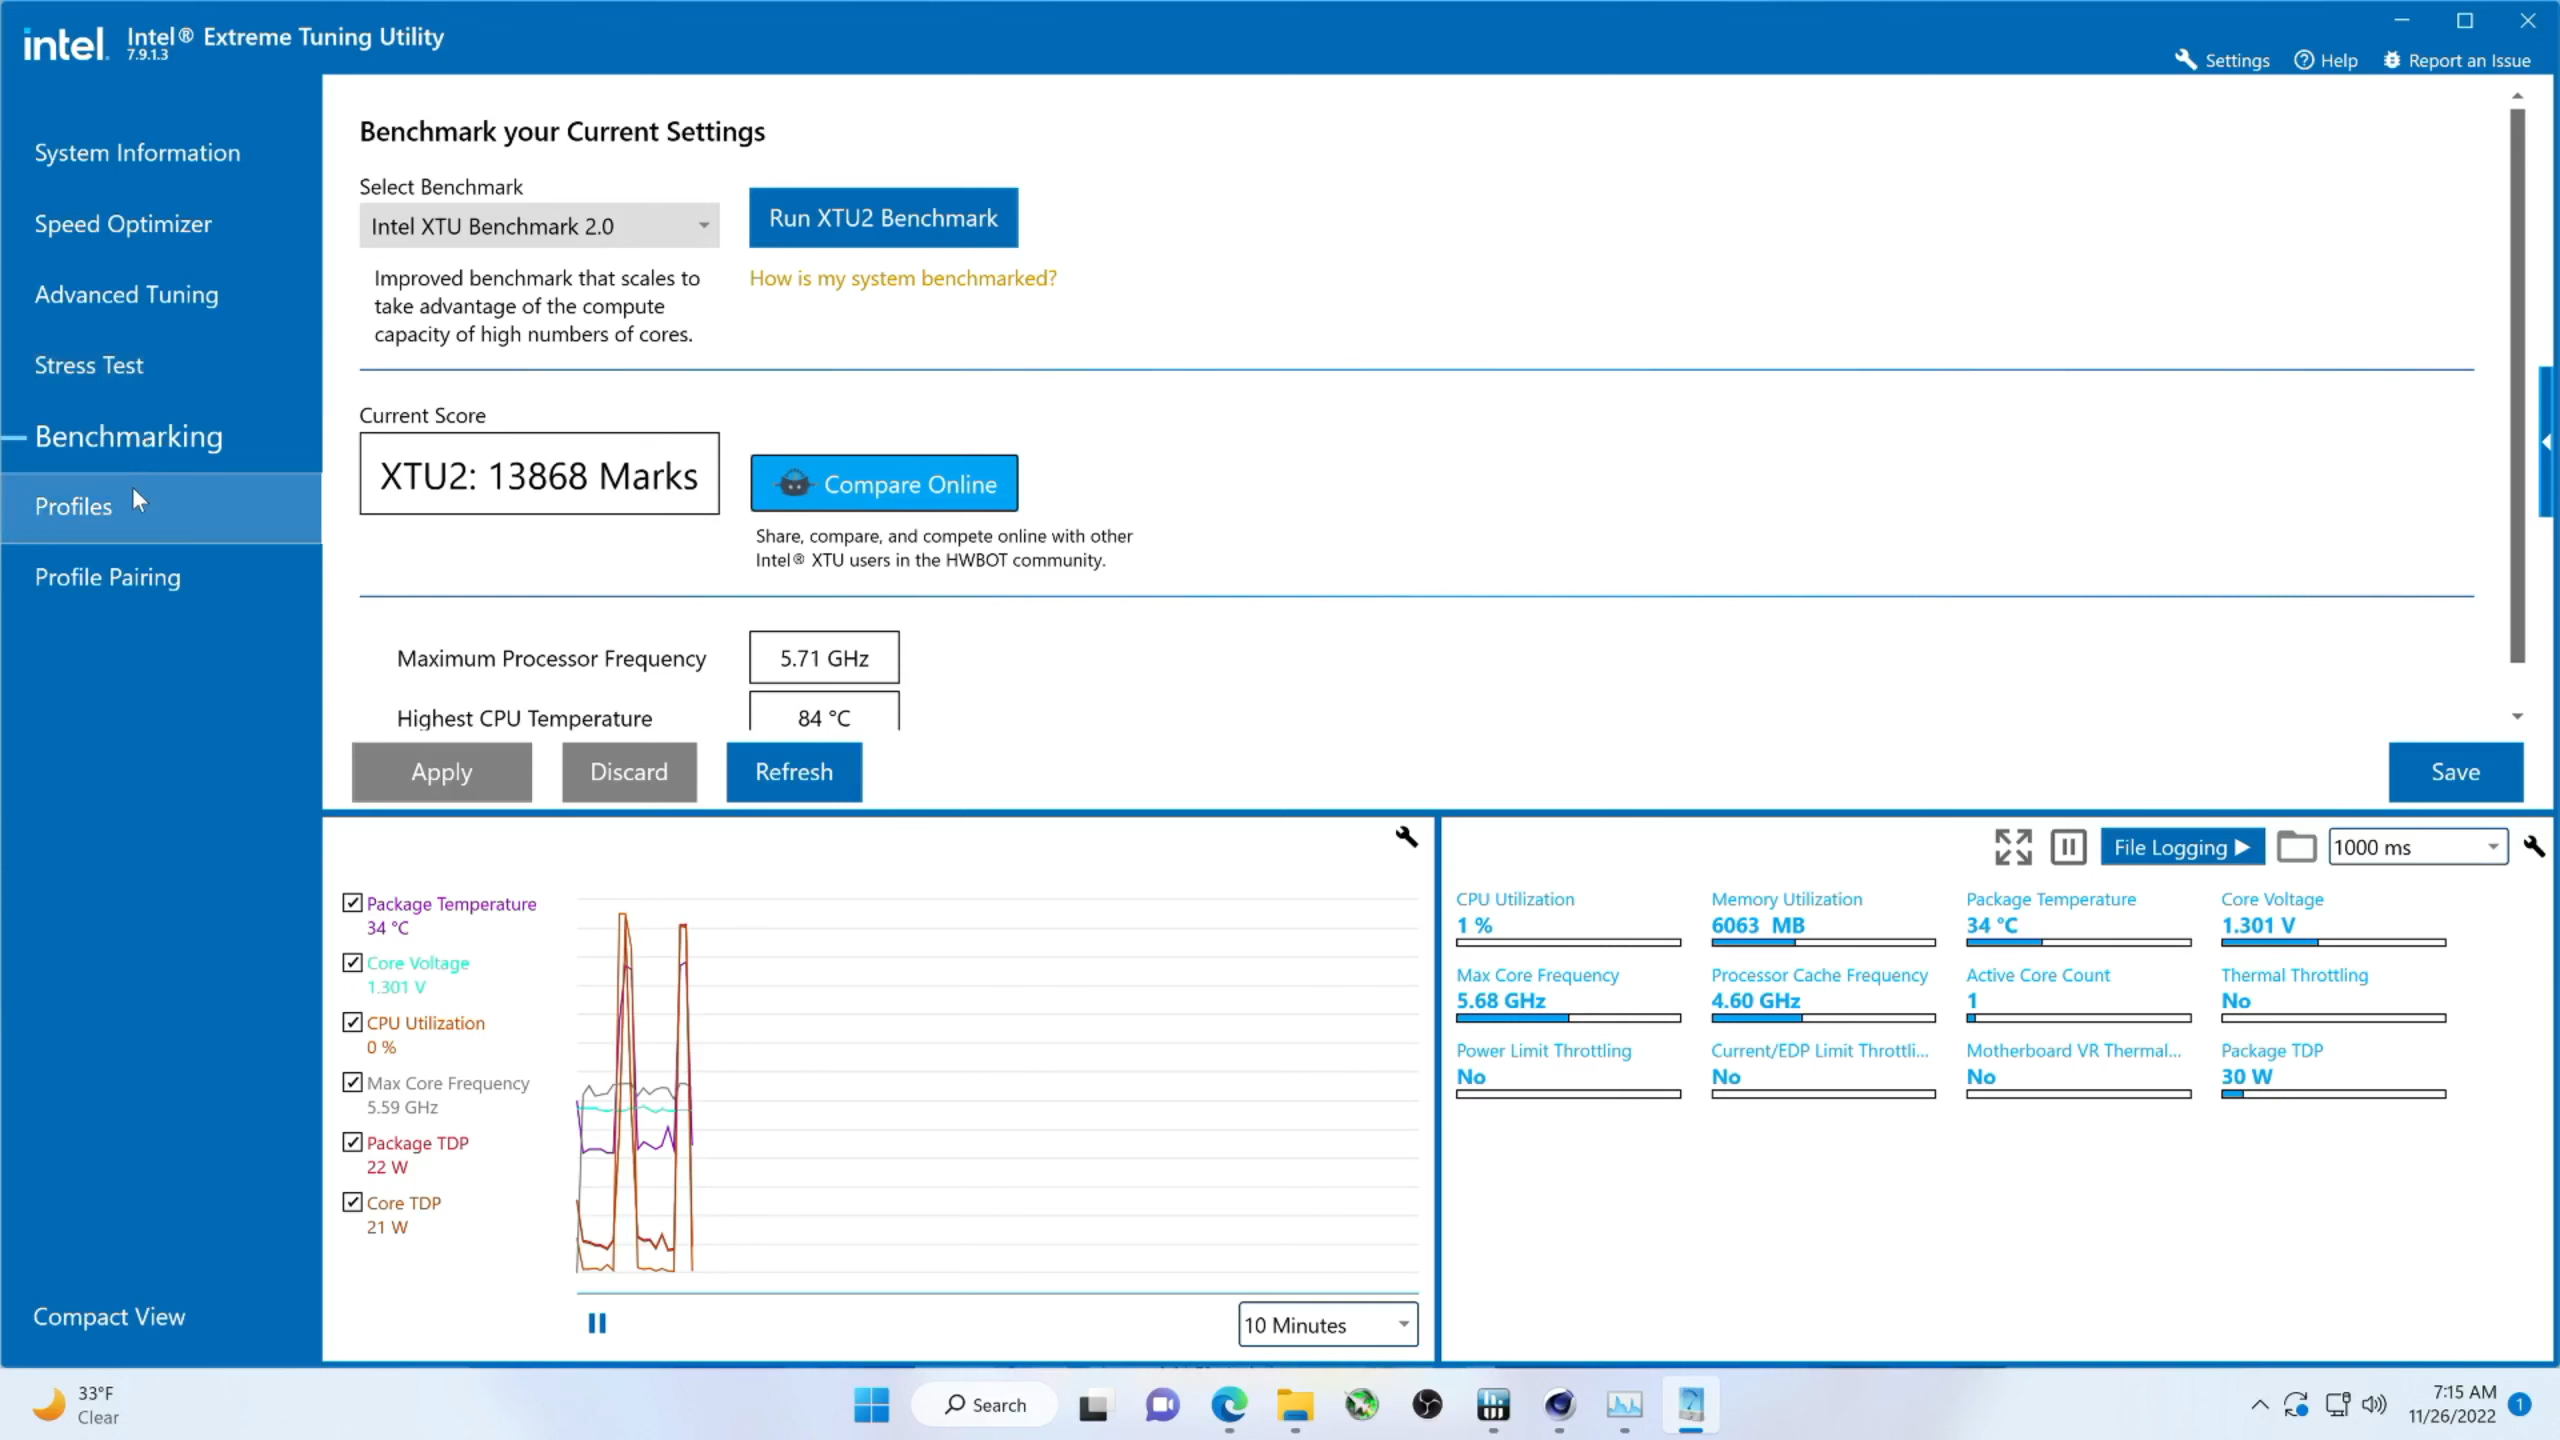 intel.
Intel® Extreme Tuning Utility
7.9.1.3
Settings
Help
Report an Issue
System Information
Speed Optimizer
Advanced Tuning
Stress Test
Benchmarking
Profiles
Profile Pairing
Compact View
Benchmark your Current Settings
Select Benchmark
Intel XTU Benchmark 2.0
Run XTU2 Benchmark
Improved benchmark that scales to
take advantage of the compute
capacity of high numbers of cores.
How is my system benchmarked?
Current Score
XTU2: 13868 Marks
Compare Online
Share, compare, and compete online with other
Intel® XTU users in the HWBOT community.
Maximum Processor Frequency
5.71 GHz
Highest CPU Temperature
84 °C
Apply
Discard
Refresh
Save
Package Temperature
34 °C
Core Voltage
1.301 V
CPU Utilization
0 %
Max Core Frequency
5.59 GHz
Package TDP
22 W
Core TDP
21 W
10 Minutes
File Logging
1000 ms
CPU Utilization
1 %
Memory Utilization
6063 MB
Package Temperature
34 °C
Core Voltage
1.301 V
Max Core Frequency
5.68 GHz
Processor Cache Frequency
4.60 GHz
Active Core Count
1
Thermal Throttling
No
Power Limit Throttling
No
Current/EDP Limit Throttli...
No
Motherboard VR Thermal...
No
Package TDP
30 W
33°F
Clear
Search
7:15 AM
11/26/2022
1